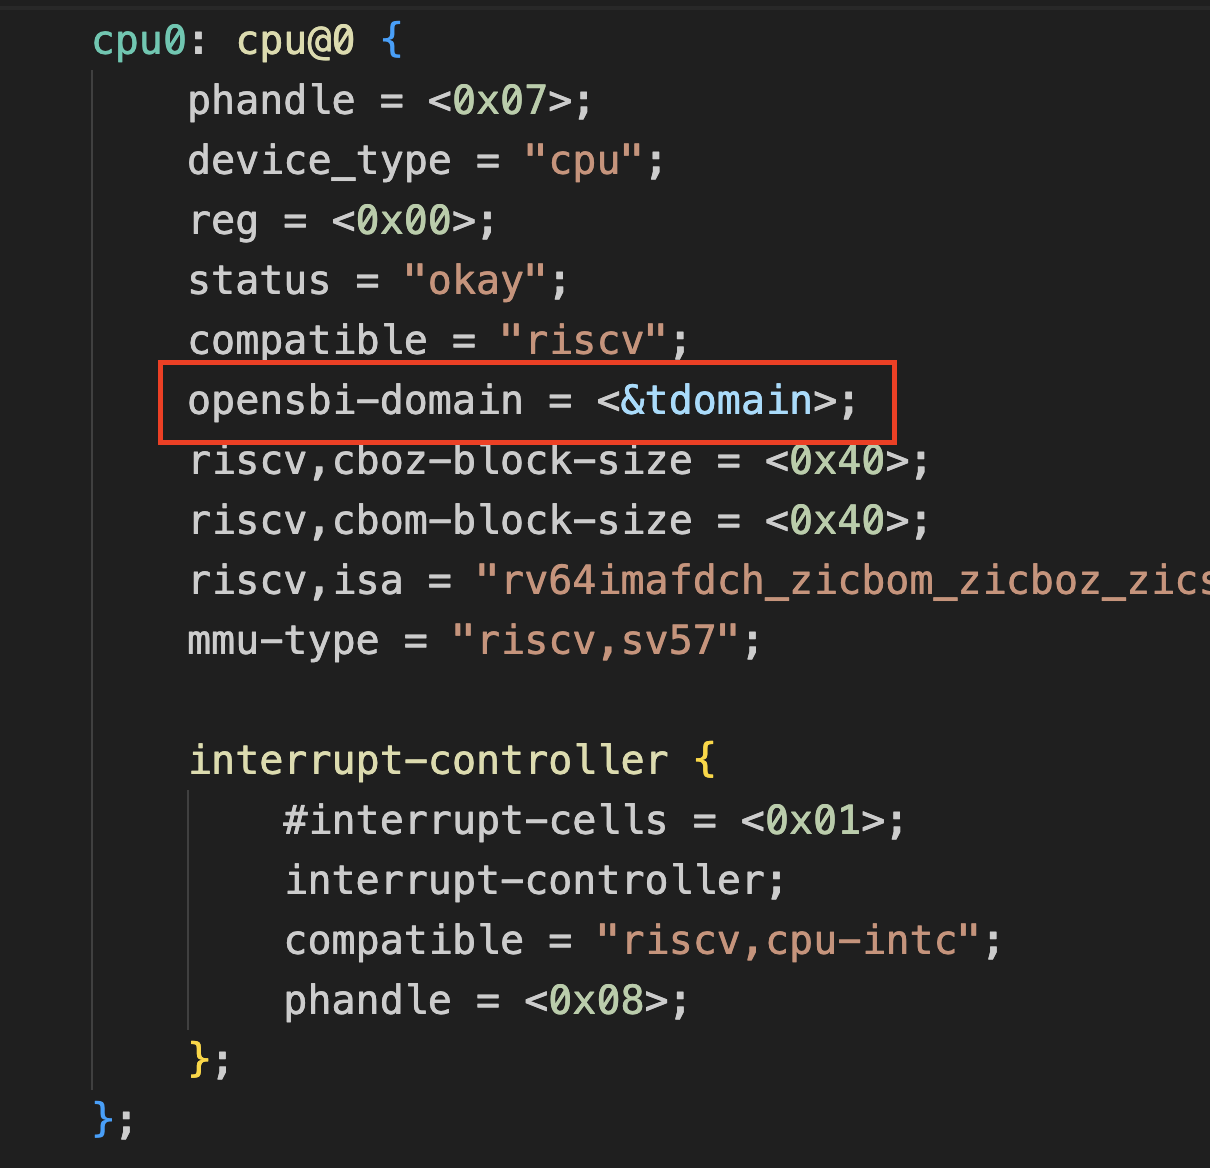 cpu0: cpu@0 {
phandle = <0x07>;
device_type = "cpu";
reg = <0x00>;
status = "okay";
compatible = "riscv";
opensbi-domain = <&tdomain>;
riscv,cboz-block-size = <0x40>;
riscv,cbom-block-size = <0x40>;
riscv,isa = "rv64imafdch_zicbom_zicboz_zics
mmu-type = "riscv,sv57";
interrupt-controller {
#interrupt-cells = <0x01>;
interrupt-controller;
compatible = "riscv,cpu-intc";
phandle = <0x08>;
};
};